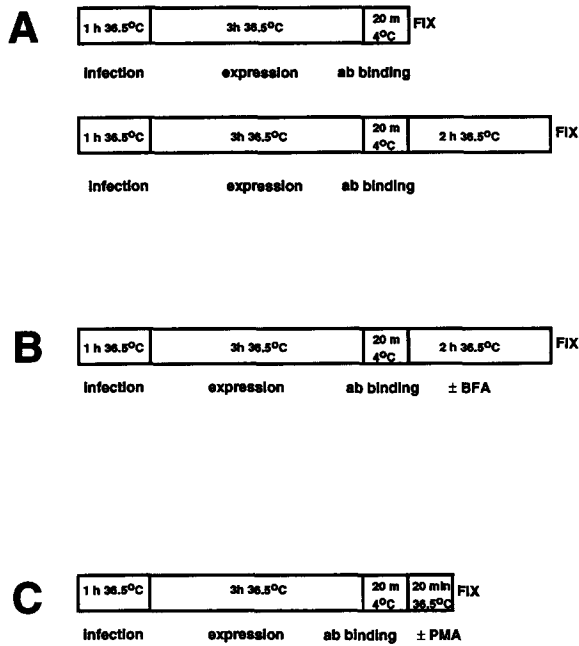 A
1 h 36.5°C 3h 36.5°C 20 m 4°C FIX
infection expression ab binding
1 h 36.5°C 3h 36.5°C 20 m 4°C 2 h 36.5°C FIX
infection expression ab binding
B
1 h 36.5°C 3h 36.5°C 20 m 4°C 2 h 36.5°C FIX
infection expression ab binding ± BFA
C
1 h 36.5°C 3h 36.5°C 20 m 4°C 20 min 36.5°C FIX
infection expression ab binding ± PMA